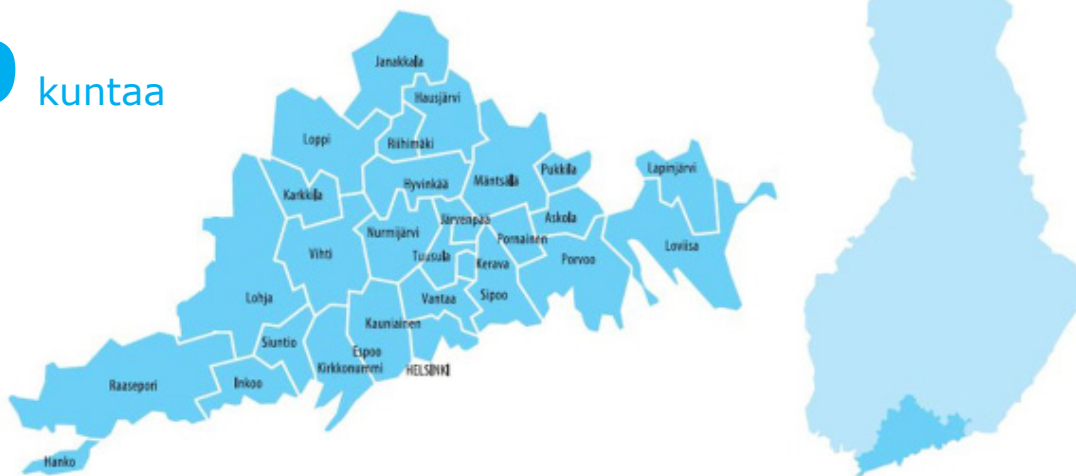 kuntaa
Janakkala
Hausjärvi
Loppi
Riihimäki
Hyvinkää
Mäntsälä
Pukkila
Lapinjärvi
Karkkila
Järvenpää
Askola
Nurmijärvi
Pornainen
Vihti
Tuusula
Kerava
Porvoo
Loviisa
Lohja
Vantaa
Sipoo
Kauniainen
Siuntio
Espoo
Kirkkonummi
HELSINKI
Raasepori
Inkoo
Hanko